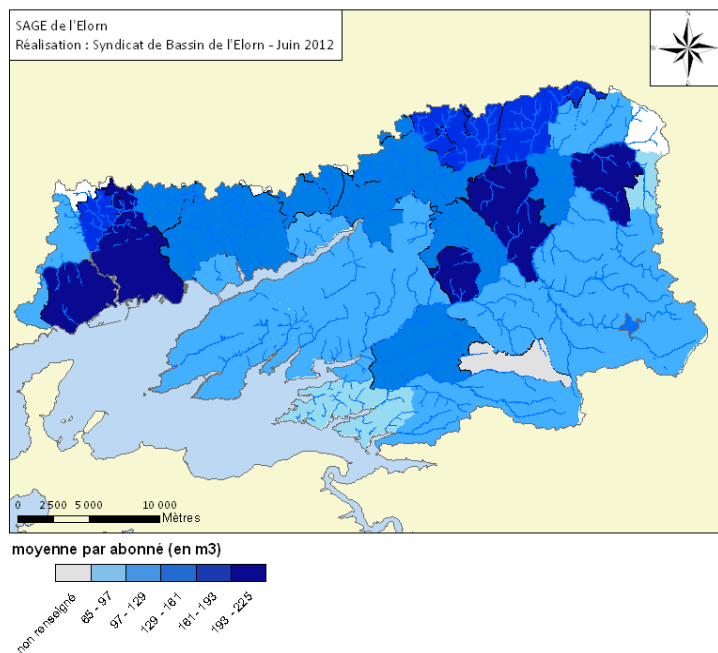 SAGE de l'Elorn
Réalisation : Syndicat de Bassin de l'Elorn - Juin 2012
N
W
0 2 500 5 000 10 000
Mètres
moyenne par abonné (en m3)
non renseigné
65 - 97
97 - 129
129 - 161
161 - 193
193 - 225